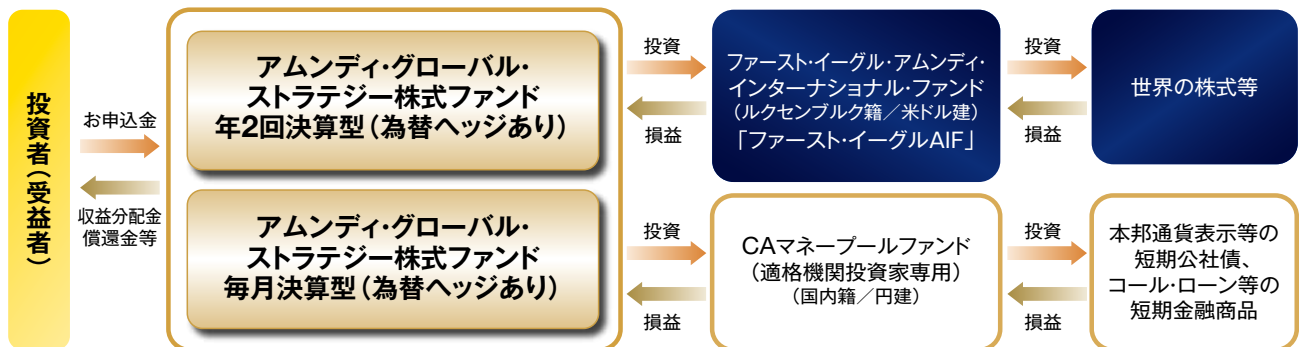 投資者(受益者)
お申込金
収益分配金
償還金等
アムンディ・グローバル・
ストラテジー株式ファンド
年2回決算型(為替ヘッジあり)
アムンディ・グローバル・
ストラテジー株式ファンド
毎月決算型(為替ヘッジあり)
投資
損益
ファースト・イーグル・アムンディ・
インターナショナル・ファンド
(ルクセンブルク籍/米ドル建)
「ファースト・イーグルAIF」
投資
損益
世界の株式等
投資
損益
CAマネープールファンド
(適格機関投資家専用)
(国内籍/円建)
投資
損益
本邦通貨表示等の
短期公社債、
コール・ローン等の
短期金融商品